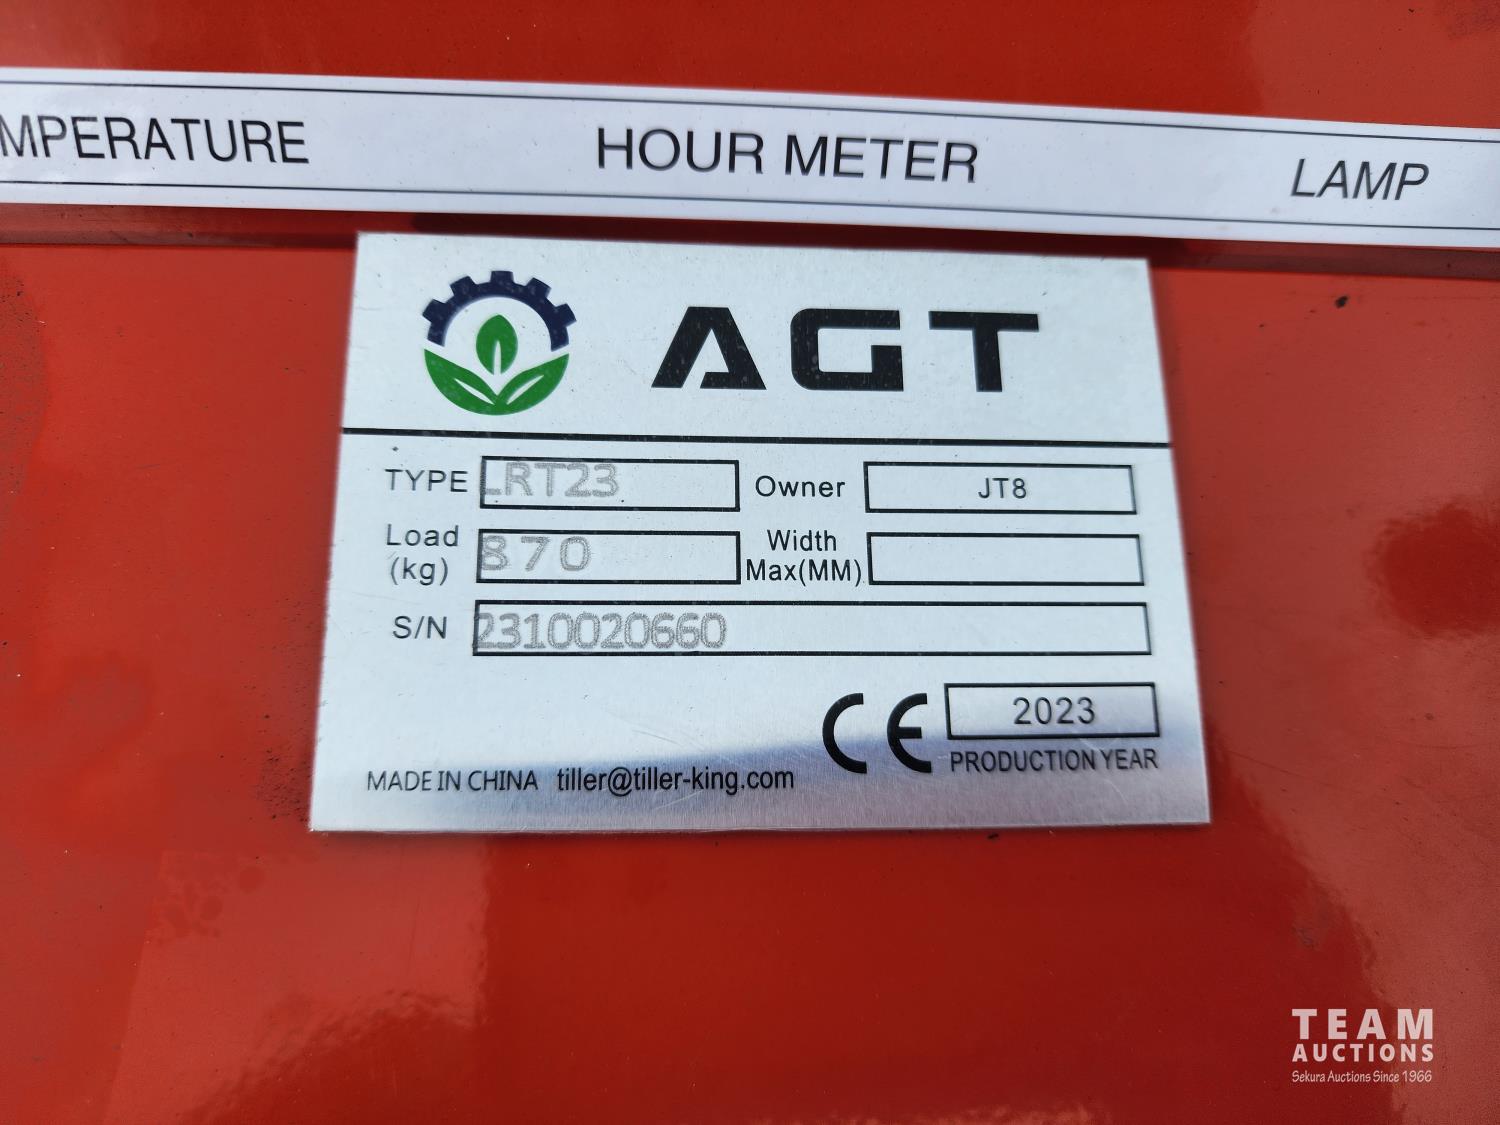 MPERATURE HOUR METER LAMP
AGT
TYPE LRT23 Owner JT8
Load (kg) 870 Width Max(MM)
S/N 2310020660
CE 2023
PRODUCTION YEAR
MADE IN CHINA tiller@tiller-king.com
TEAM
AUCTIONS
Sekura Auctions Since 1966